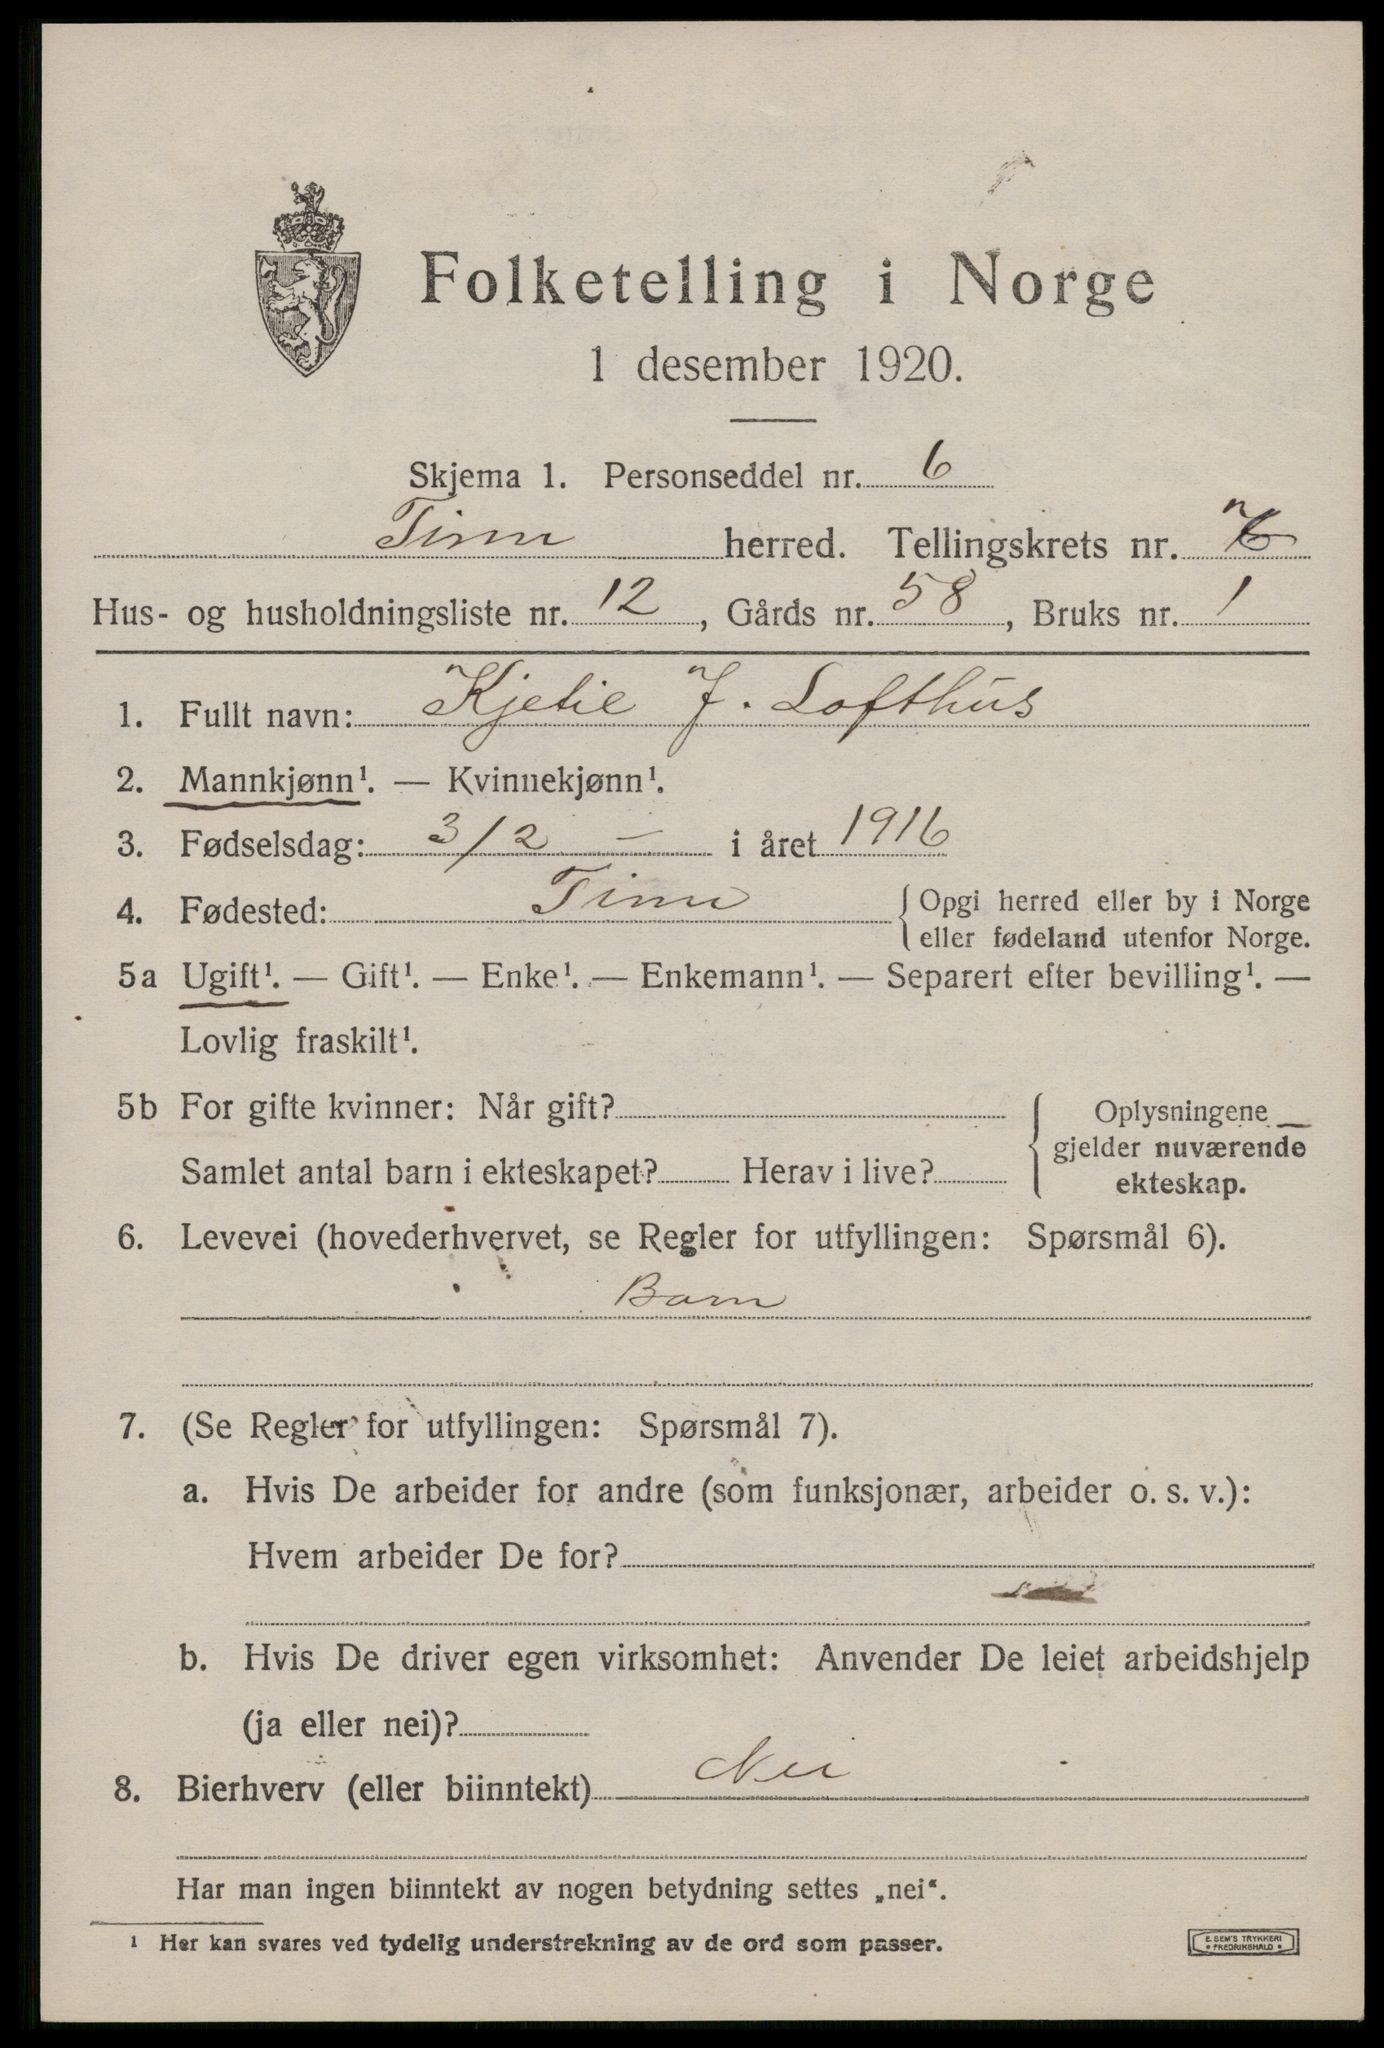 Folketelling i Norge
1 desember 1920.
Skjema 1. Personseddel nr. 6
Tinn herred. Tellingskrets nr.
Hus- og husholdningsliste nr. 12, Gårds nr. 58, Bruks nr. 1
1. Fullt navn: Kjetil J. Lofthus
2. Mannkjønn¹. — Kvinnekjønn¹.
3. Fødselsdag: 3/2 — i året 1916
4. Fødested: Tinn { Opgi herred eller by i Norge
eller fødeland utenfor Norge.
5a Ugift¹. — Gift¹. — Enke¹. — Enkemann¹. — Separert efter bevilling¹. —
Lovlig fraskilt¹.
5b For gifte kvinner: Når gift? { Oplysningene
gjelder nuværende
Samlet antal barn i ekteskapet? Herav i live? ekteskap.
6. Levevei (hovederhvervet, se Regler for utfyllingen: Spørsmål 6).
Barn
7. (Se Regler for utfyllingen: Spørsmål 7).
a. Hvis De arbeider for andre (som funksjonær, arbeider o. s. v.):
Hvem arbeider De for?
b. Hvis De driver egen virksomhet: Anvender De leiet arbeidshjelp
(ja eller nei)?
8. Bierhverv (eller biinntekt) Nei
Har man ingen biinntekt av nogen betydning settes „nei“.
¹ Her kan svares ved tydelig understrekning av de ord som passer.
E. SEM'S TRYKKERI
• FREDRIKSHALD •